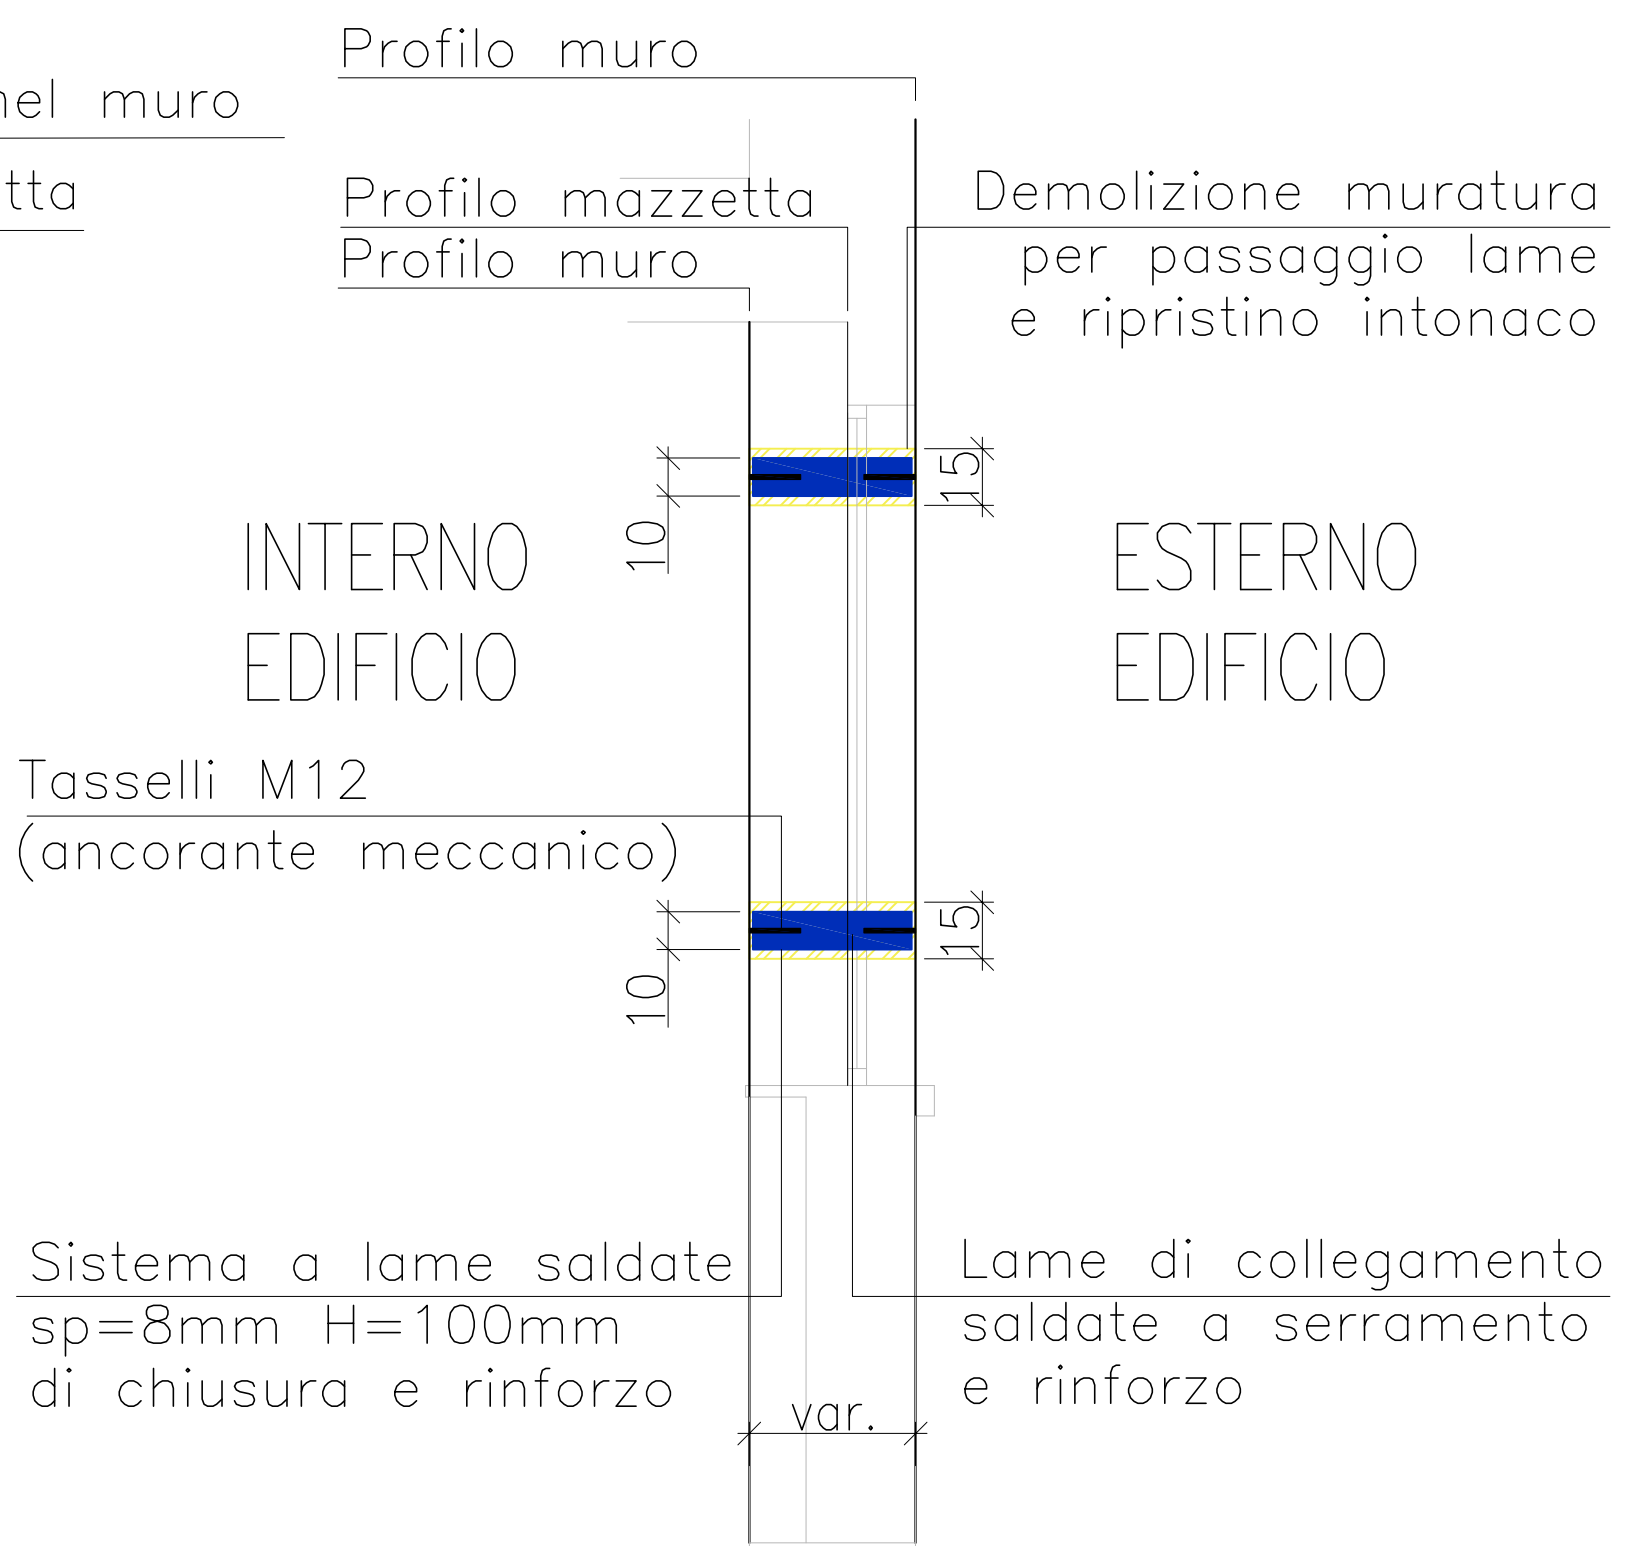 Profilo muro
nel muro
tta
Profilo mazzetta
Profilo muro
Demolizione muratura
per passaggio lame
e ripristino intonaco
10
15
INTERNO
EDIFICIO
ESTERNO
EDIFICIO
Tasselli M12
(ancorante meccanico)
10
15
Sistema a lame saldate
sp=8mm H=100mm
di chiusura e rinforzo
Lame di collegamento
saldate a serramento
e rinforzo
var.